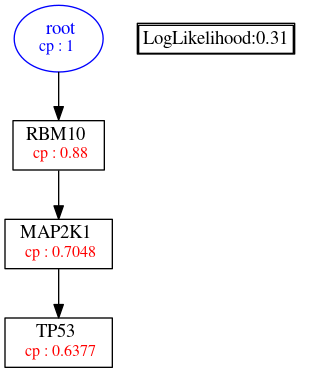 root
cp : 1
LogLikelihood:0.31
RBM10
cp : 0.88
MAP2K1
cp : 0.7048
TP53
cp : 0.6377